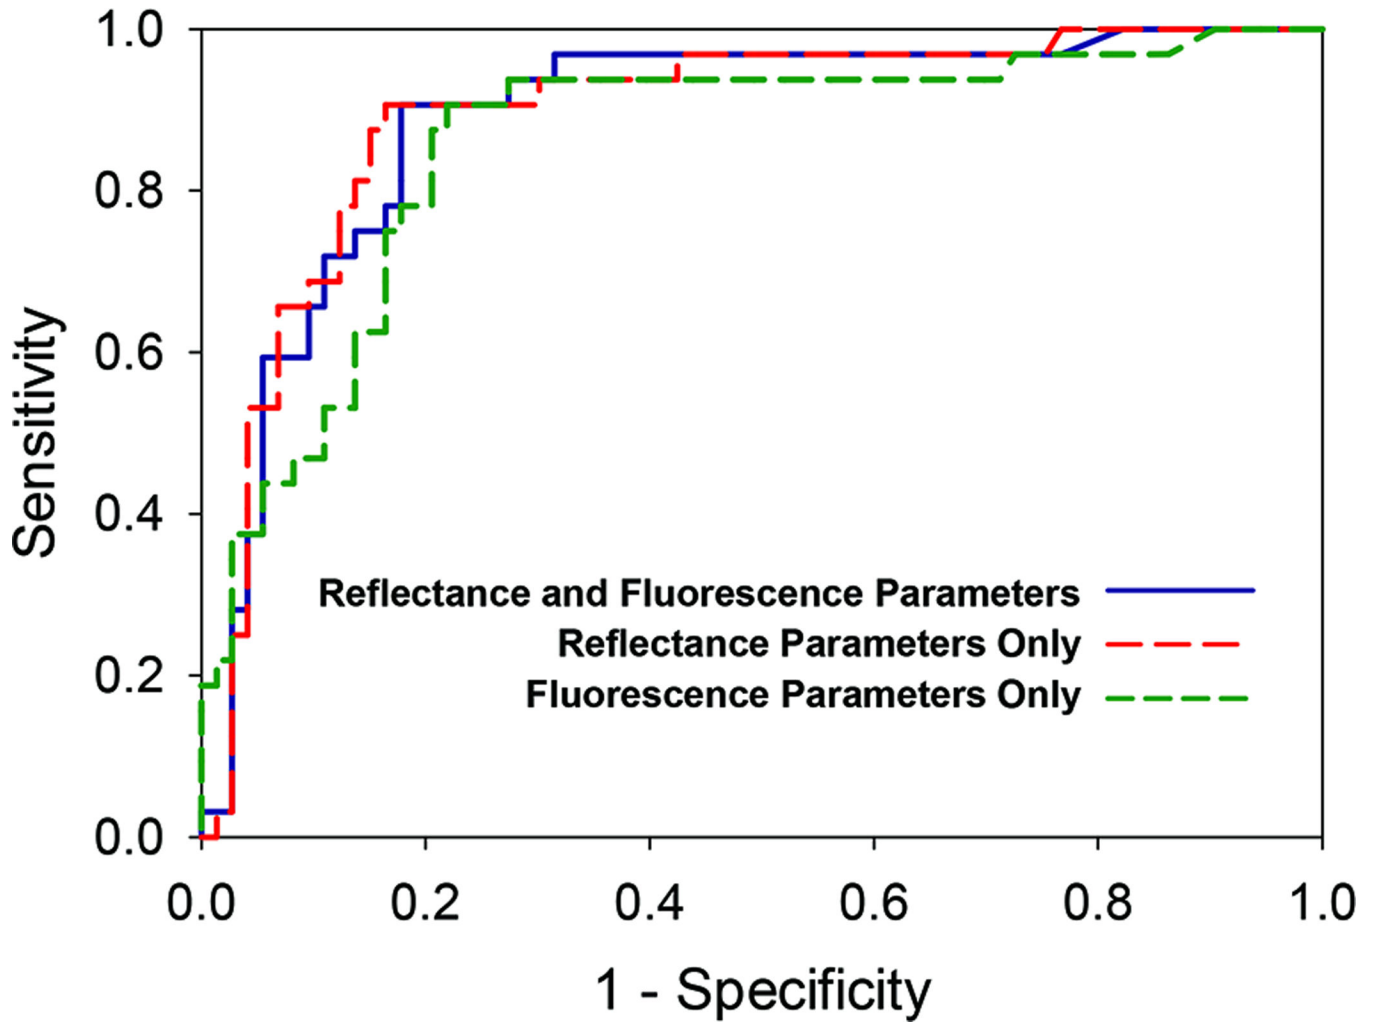 1.0
0.8
0.6
0.4
0.2
0.0
Sensitivity
Reflectance and Fluorescence Parameters
Reflectance Parameters Only
Fluorescence Parameters Only
0.0 0.2 0.4 0.6 0.8 1.0
1 - Specificity